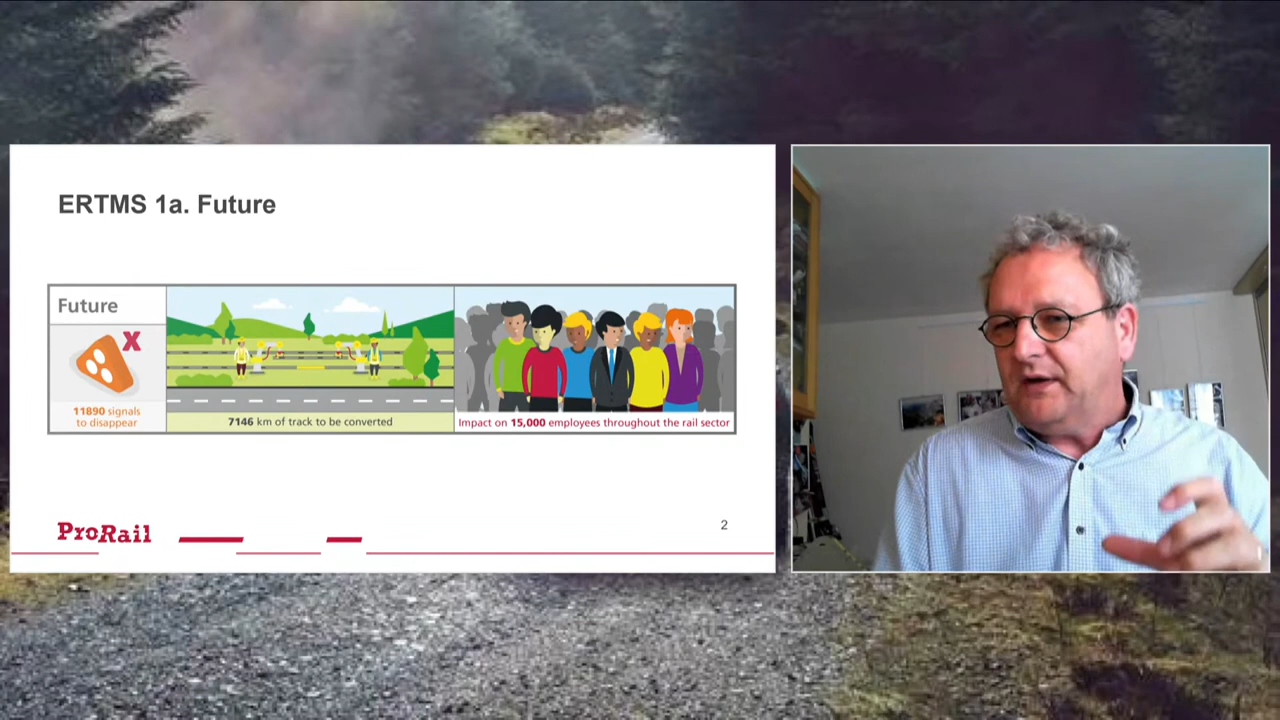 ERTMS 1a. Future
Future
X
11890 signals
to disappear
7146 km of track to be converted
Impact on 15,000 employees throughout the rail sector
ProRail
2